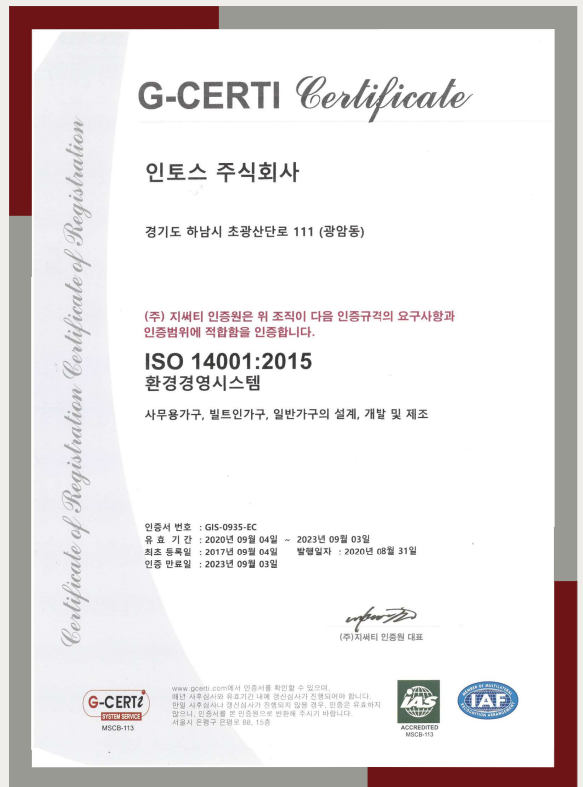 G-CERTI Certificate
인토스 주식회사
경기도 하남시 초광산단로 111 (광암동)
(주) 지써티 인증원은 위 조직이 다음 인증규격의 요구사항과
인증범위에 적합함을 인증합니다.
ISO 14001:2015
환경경영시스템
사무용가구, 빌트인가구, 일반가구의 설계, 개발 및 제조
인증서 번호 : GIS-0935-EC
유 효 기 간 : 2020년 09월 04일 ~ 2023년 09월 03일
최초 등록일 : 2017년 09월 04일 발행일자 : 2020년 08월 31일
인증 만료일 : 2023년 09월 03일
(주)지써티 인증원 대표
Certificate of Registration Certificate of Registration
G-CERTi
SYSTEM SERVICE
MSCB-113
www.gcerti.com에서 인증서를 확인할 수 있으며,
매년 사후심사와 유효기간 내에 갱신심사가 진행되어야 합니다.
만일 사후심사나 갱신심사가 진행되지 않을 경우, 인증은 유효하지
않으니, 인증서를 본 인증원으로 반환해 주시기 바랍니다.
서울시 은평구 은평로 88, 15층
IAS
ACCREDITED
MSCB-113
MEMBER OF MULTILATERAL
IAF
RECOGNITION ARRANGEMENT